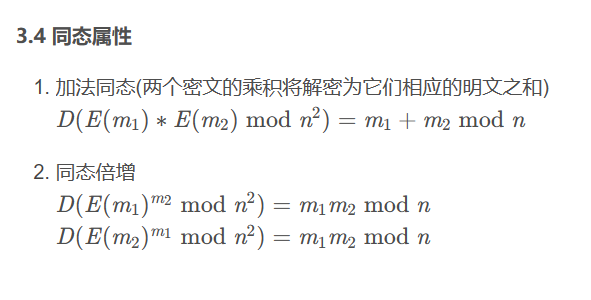 3.4 同态属性
1. 加法同态(两个密文的乘积将解密为它们相应的明文之和)
D(E(m₁) ∗ E(m₂) mod n²) = m₁ + m₂ mod n
2. 同态倍增
D(E(m₁)^m₂ mod n²) = m₁m₂ mod n
D(E(m₂)^m₁ mod n²) = m₁m₂ mod n